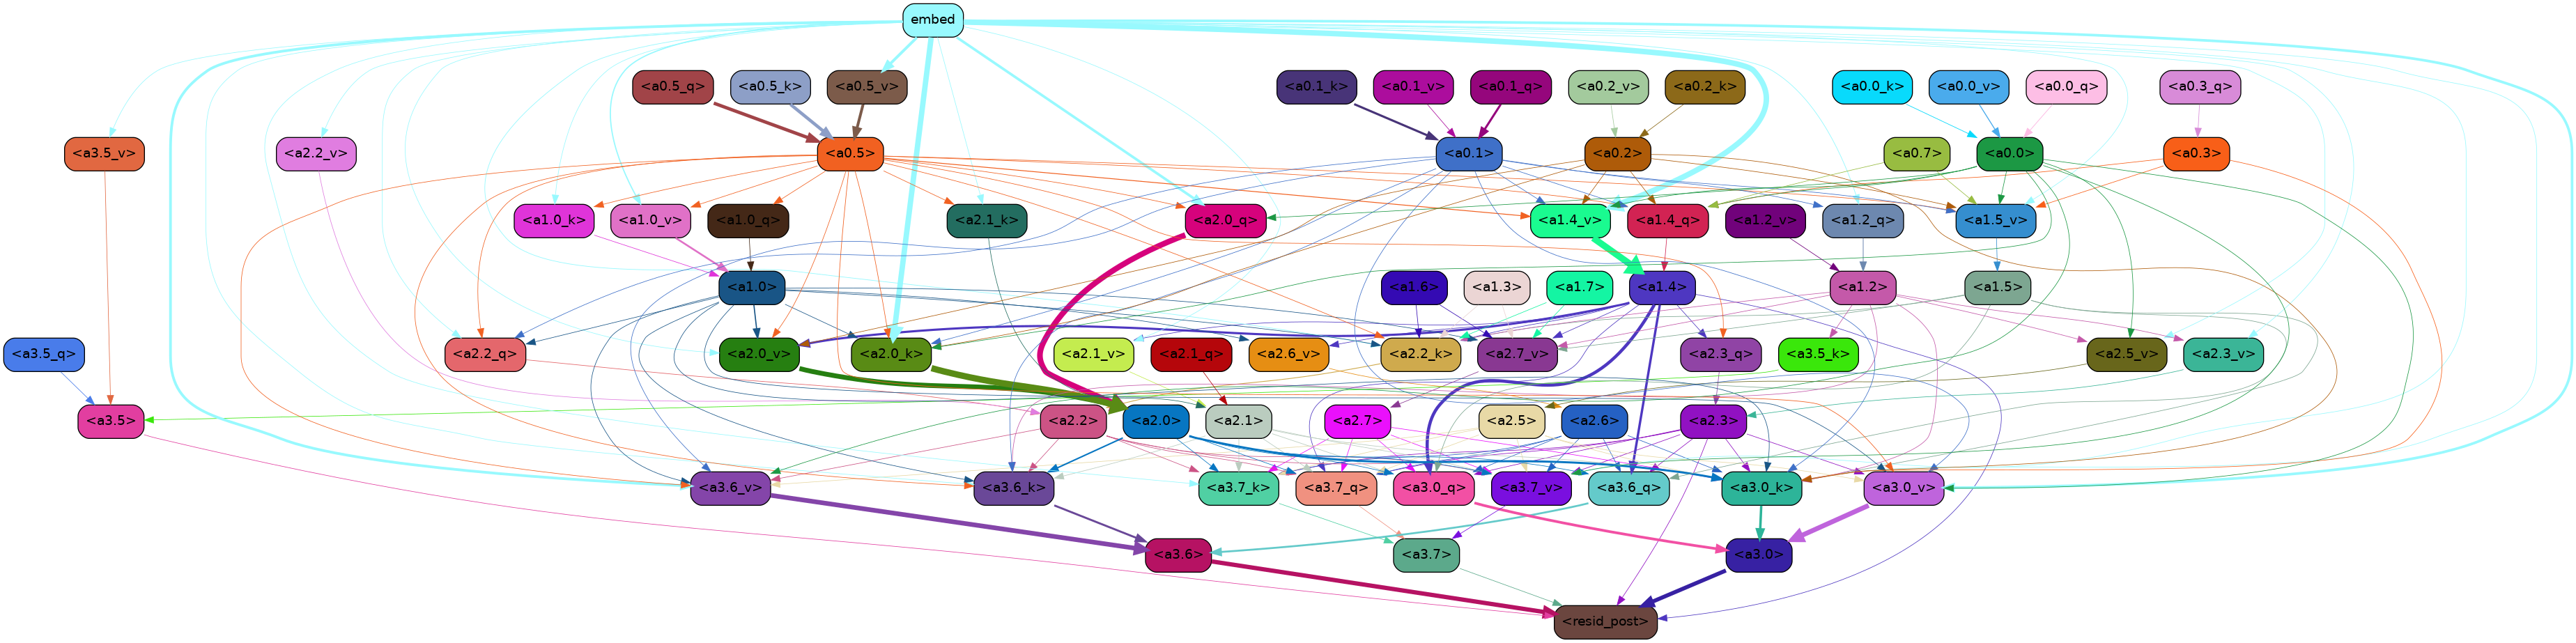 embed
<a0.5_q> <a0.5_k> <a0.5_v> <a0.1_k> <a0.1_v> <a0.1_q> <a0.2_v> <a0.2_k> <a0.0_k> <a0.0_v> <a0.0_q> <a0.3_q>
<a3.5_v> <a2.2_v> <a0.5> <a0.1> <a0.2> <a0.7> <a0.0> <a0.3>
<a1.0_k> <a1.0_v> <a1.0_q> <a2.1_k> <a2.0_q> <a1.4_v> <a1.4_q> <a1.2_v> <a1.2_q> <a1.5_v>
<a1.0> <a1.6> <a1.3> <a1.7> <a1.4> <a1.2> <a1.5>
<a3.5_q> <a2.2_q> <a2.0_v> <a2.0_k> <a2.1_v> <a2.1_q> <a2.6_v> <a2.2_k> <a2.7_v> <a2.3_q> <a3.5_k> <a2.5_v> <a2.3_v>
<a3.5> <a2.2> <a2.0> <a2.1> <a2.7> <a2.5> <a2.6> <a2.3>
<a3.6_v> <a3.6_k> <a3.7_k> <a3.7_q> <a3.0_q> <a3.7_v> <a3.6_q> <a3.0_k> <a3.0_v>
<a3.6> <a3.7> <a3.0>
<resid_post>